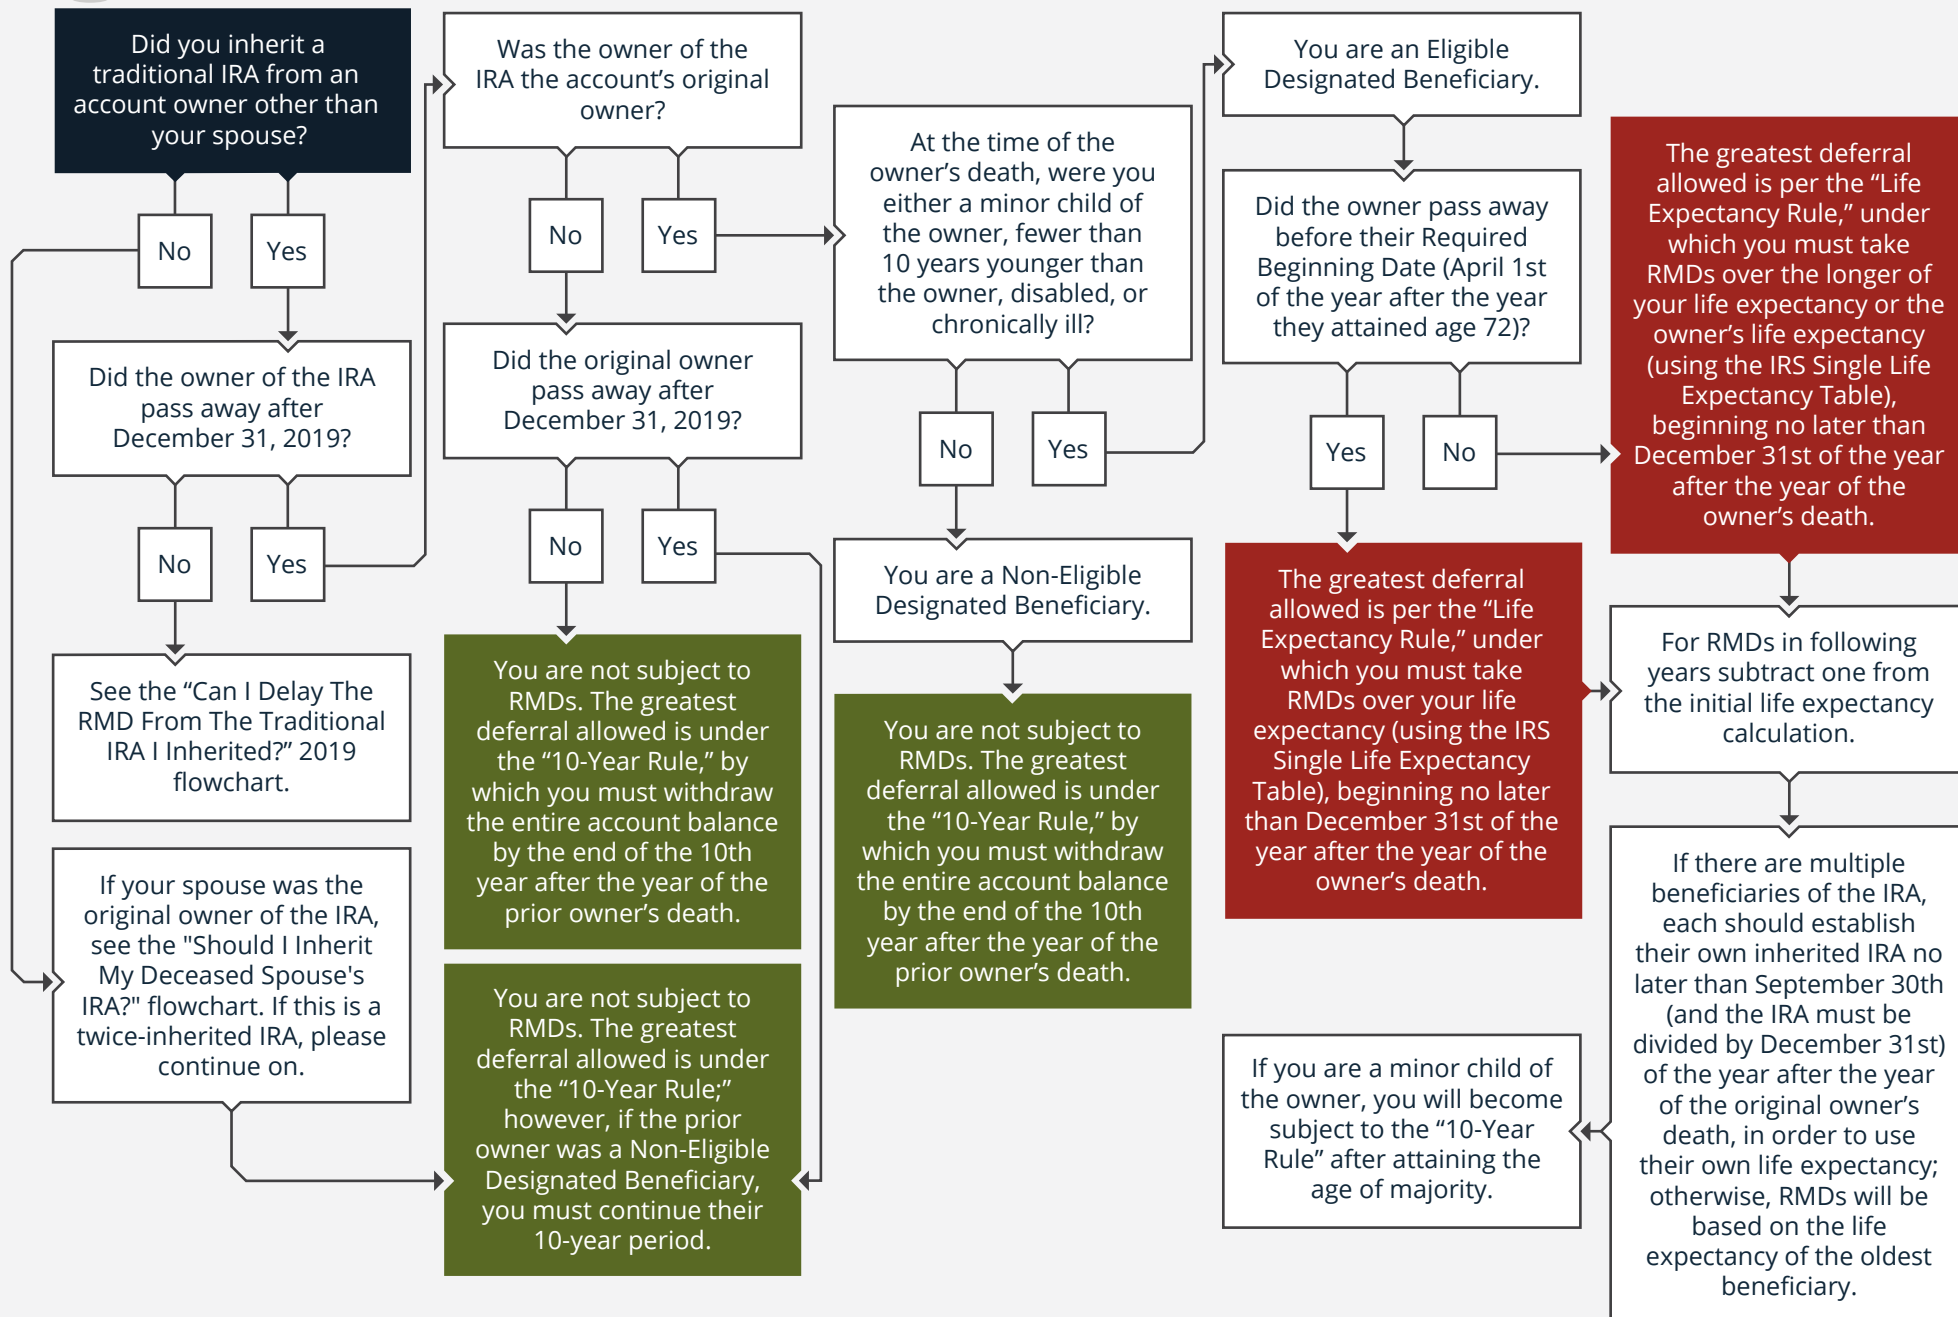 Did you inherit a
traditional IRA from an
account owner other than
your spouse?
No
Yes
Did the owner of the IRA
pass away after
December 31, 2019?
No
Yes
See the “Can I Delay The
RMD From The Traditional
IRA I Inherited?” 2019
flowchart.
If your spouse was the
original owner of the IRA,
see the "Should I Inherit
My Deceased Spouse's
IRA?" flowchart. If this is a
twice-inherited IRA, please
continue on.
Was the owner of the
IRA the account’s original
owner?
No
Yes
Did the original owner
pass away after
December 31, 2019?
No
Yes
You are not subject to
RMDs. The greatest
deferral allowed is under
the “10-Year Rule,” by
which you must withdraw
the entire account balance
by the end of the 10th
year after the year of the
prior owner’s death.
You are not subject to
RMDs. The greatest
deferral allowed is under
the “10-Year Rule;”
however, if the prior
owner was a Non-Eligible
Designated Beneficiary,
you must continue their
10-year period.
At the time of the
owner’s death, were you
either a minor child of
the owner, fewer than
10 years younger than
the owner, disabled, or
chronically ill?
No
Yes
You are a Non-Eligible
Designated Beneficiary.
You are not subject to
RMDs. The greatest
deferral allowed is under
the “10-Year Rule,” by
which you must withdraw
the entire account balance
by the end of the 10th
year after the year of the
prior owner’s death.
You are an Eligible
Designated Beneficiary.
Did the owner pass away
before their Required
Beginning Date (April 1st
of the year after the year
they attained age 72)?
Yes
No
The greatest deferral
allowed is per the “Life
Expectancy Rule,” under
which you must take
RMDs over your life
expectancy (using the IRS
Single Life Expectancy
Table), beginning no later
than December 31st of the
year after the year of the
owner’s death.
The greatest deferral
allowed is per the “Life
Expectancy Rule,” under
which you must take
RMDs over the longer of
your life expectancy or the
owner’s life expectancy
(using the IRS Single Life
Expectancy Table),
beginning no later than
December 31st of the year
after the year of the
owner’s death.
For RMDs in following
years subtract one from
the initial life expectancy
calculation.
If there are multiple
beneficiaries of the IRA,
each should establish
their own inherited IRA no
later than September 30th
(and the IRA must be
divided by December 31st)
of the year after the year
of the original owner’s
death, in order to use
their own life expectancy;
otherwise, RMDs will be
based on the life
expectancy of the oldest
beneficiary.
If you are a minor child of
the owner, you will become
subject to the “10-Year
Rule” after attaining the
age of majority.